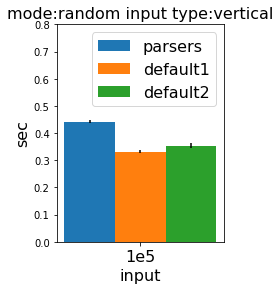 mode:random input type:vertical
0.8
0.7
0.6
0.5
0.4
0.3
0.2
0.1
0.0
sec
parsers
default1
default2
1e5
input